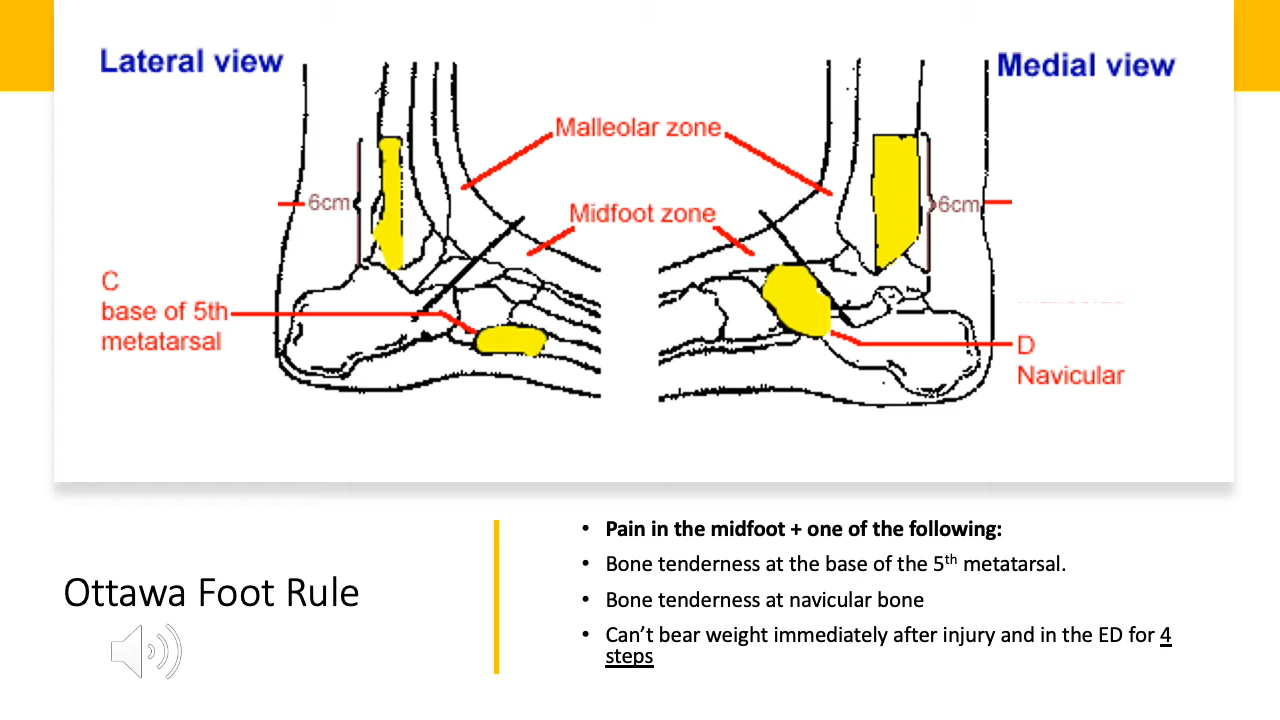 Lateral view
Medial view
Malleolar zone
6cm
Midfoot zone
6cm
C
base of 5th
metatarsal
D
Navicular
Ottawa Foot Rule
• Pain in the midfoot + one of the following:
• Bone tenderness at the base of the 5th metatarsal.
• Bone tenderness at navicular bone
• Can’t bear weight immediately after injury and in the ED for 4
steps